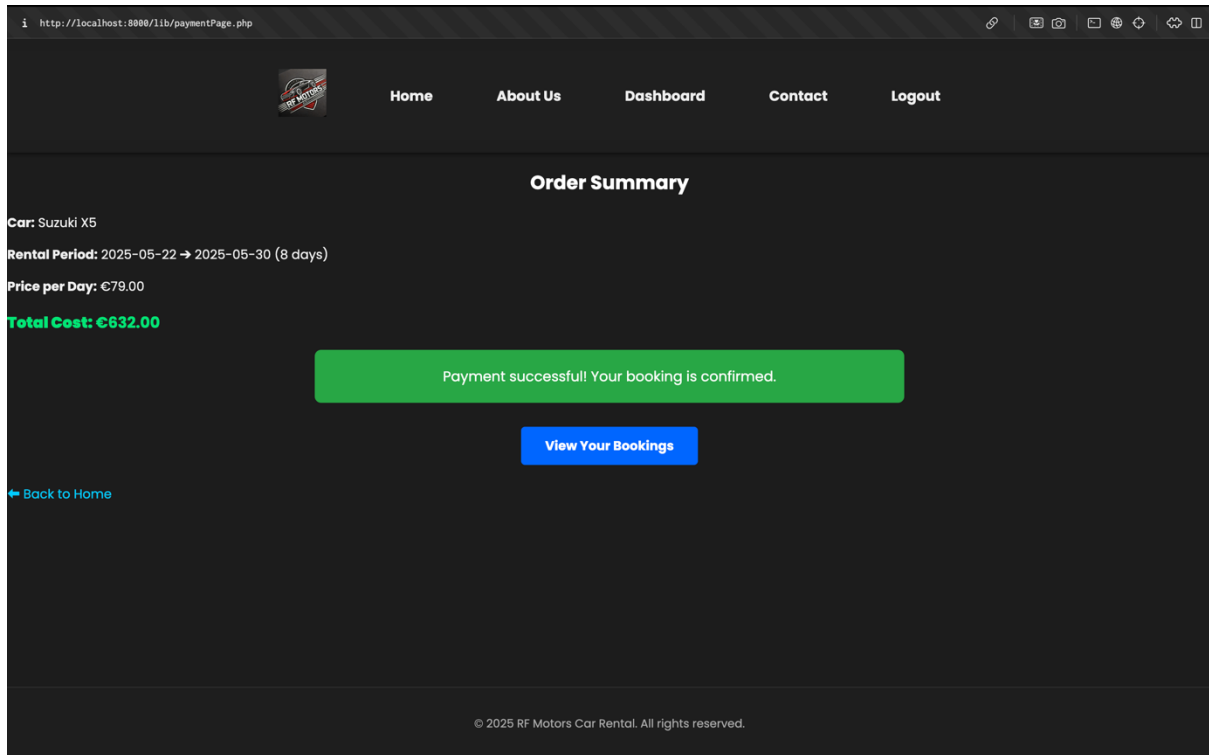 http://localhost:8000/lib/paymentPage.php
RF MOTORS
Home About Us Dashboard Contact Logout
Order Summary
Car: Suzuki X5
Rental Period: 2025-05-22 ➔ 2025-05-30 (8 days)
Price per Day: €79.00
Total Cost: €632.00
Payment successful! Your booking is confirmed.
View Your Bookings
⬅ Back to Home
© 2025 RF Motors Car Rental. All rights reserved.